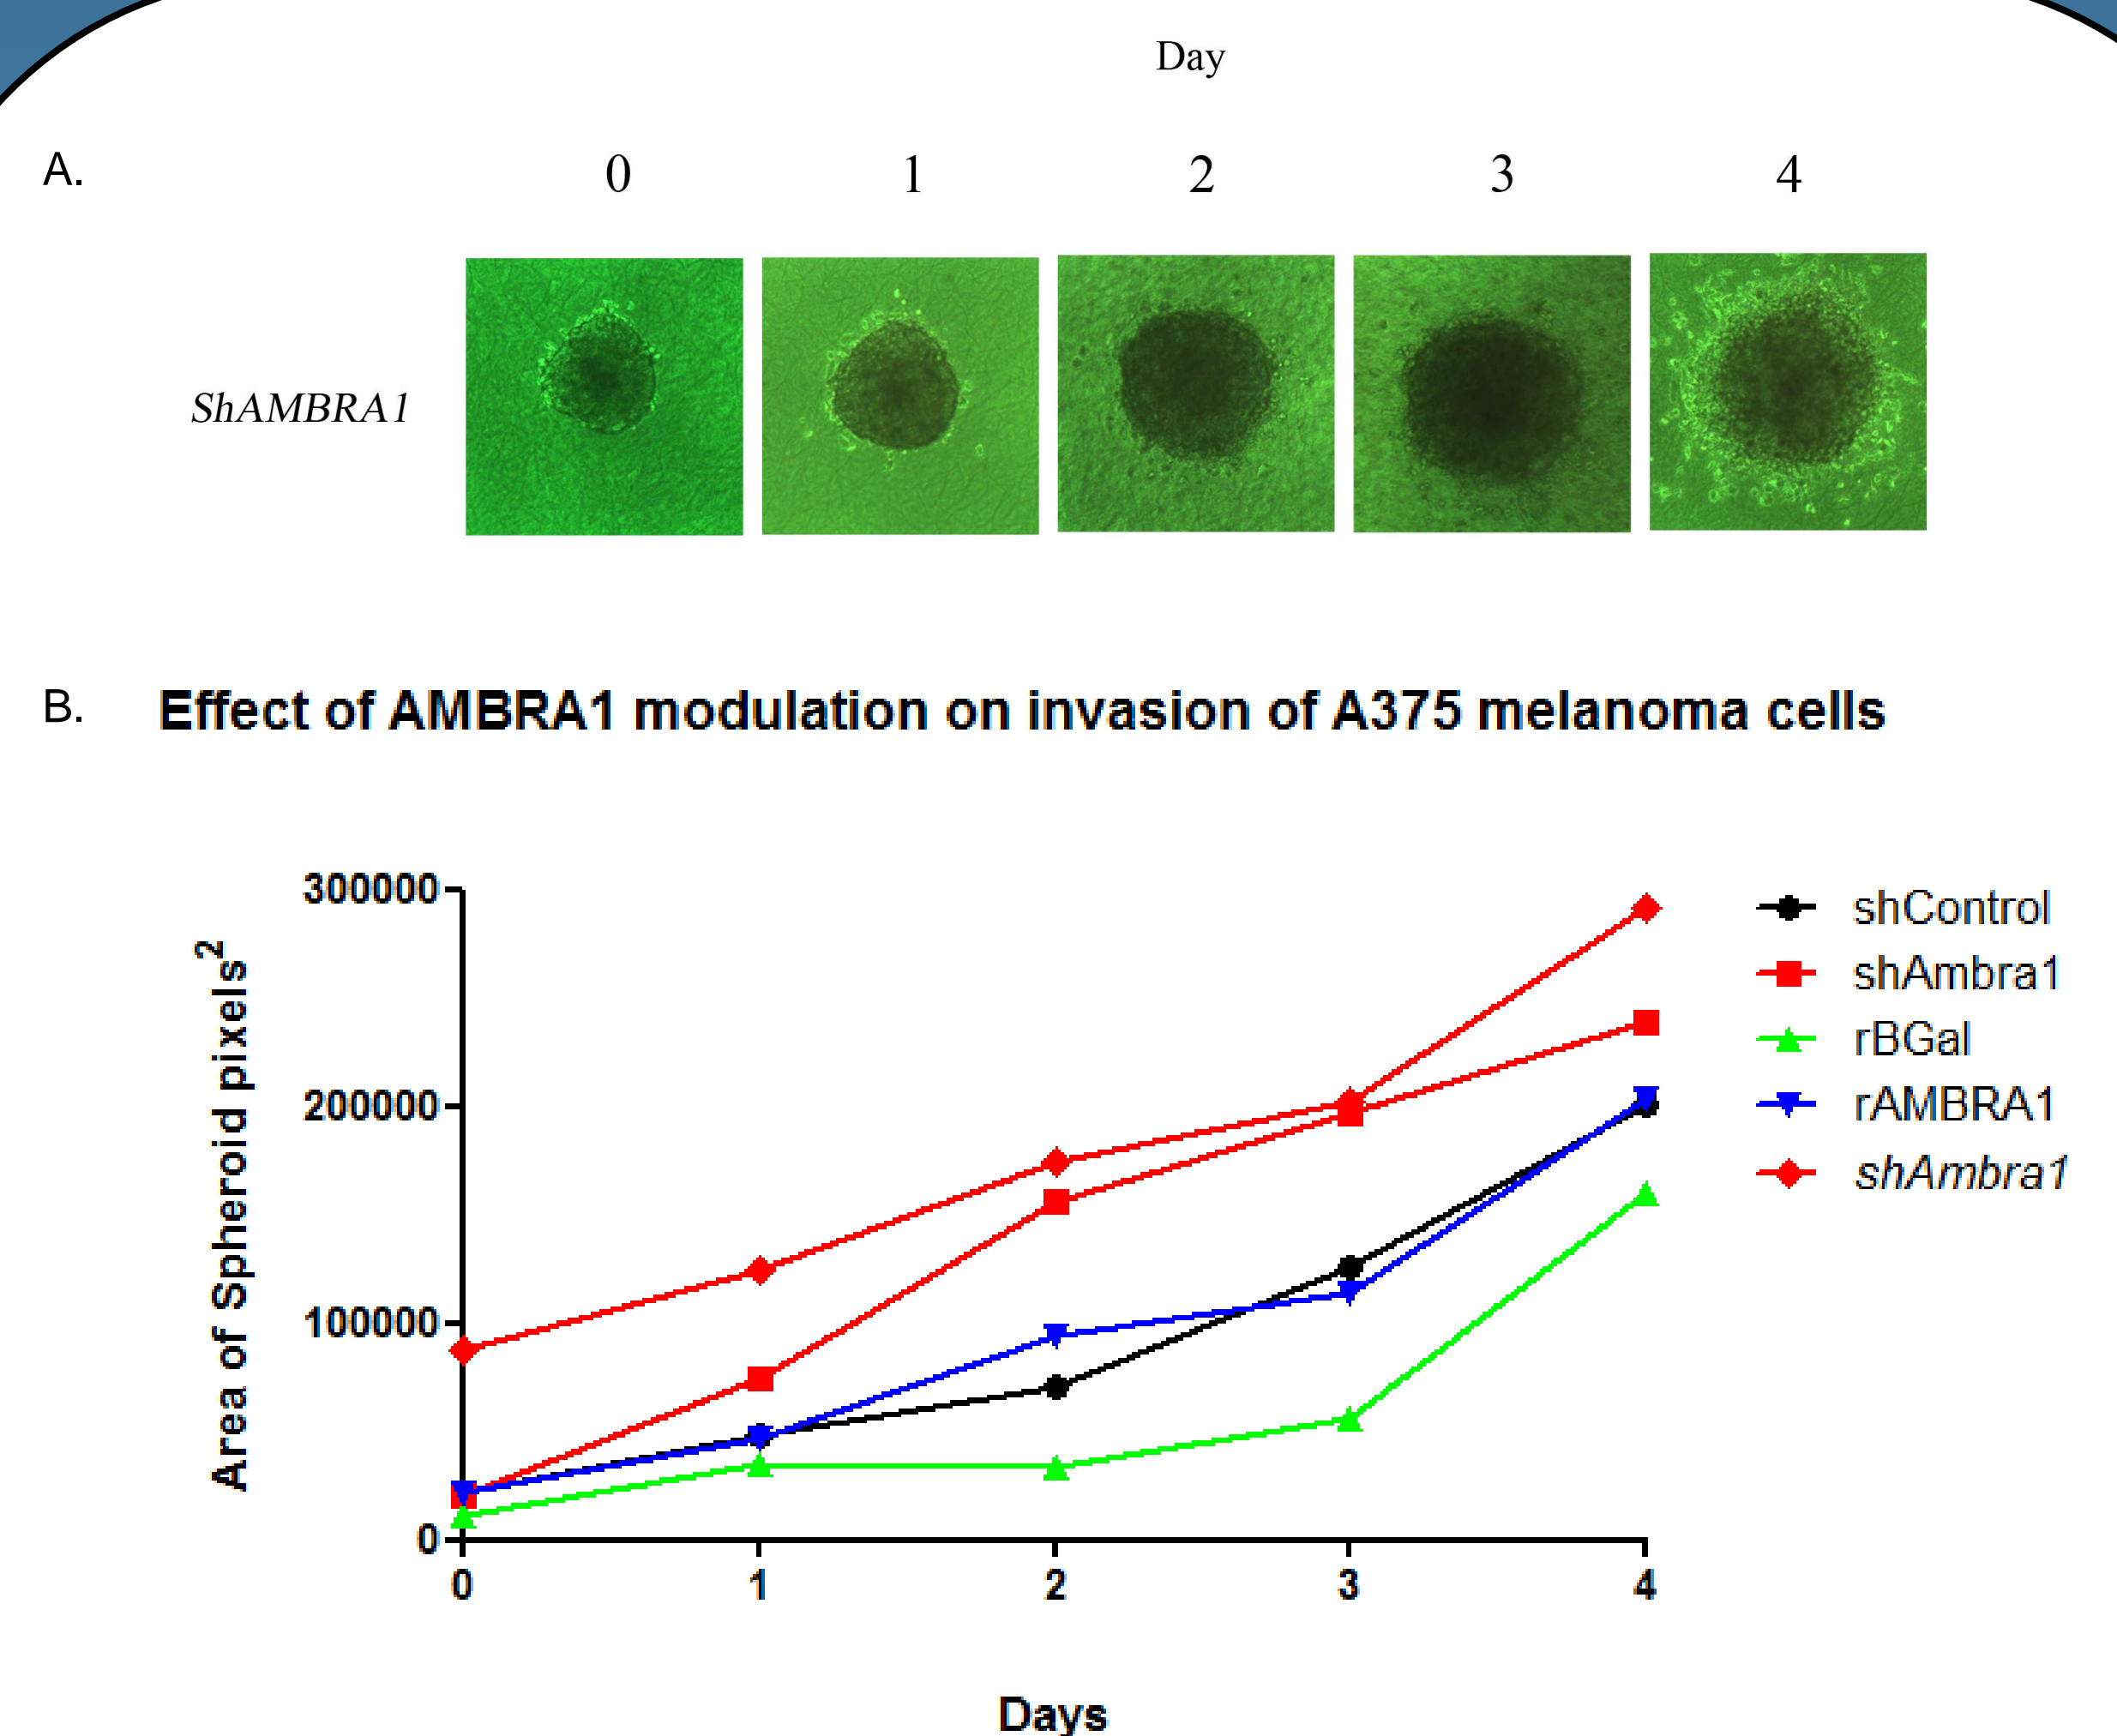 Day
A.
0 1 2 3 4
ShAMBRA1
B.
Effect of AMBRA1 modulation on invasion of A375 melanoma cells
Area of Spheroid pixels²
300000
200000
100000
0
0 1 2 3 4
Days
shControl
shAmbra1
rBGal
rAMBRA1
shAmbra1